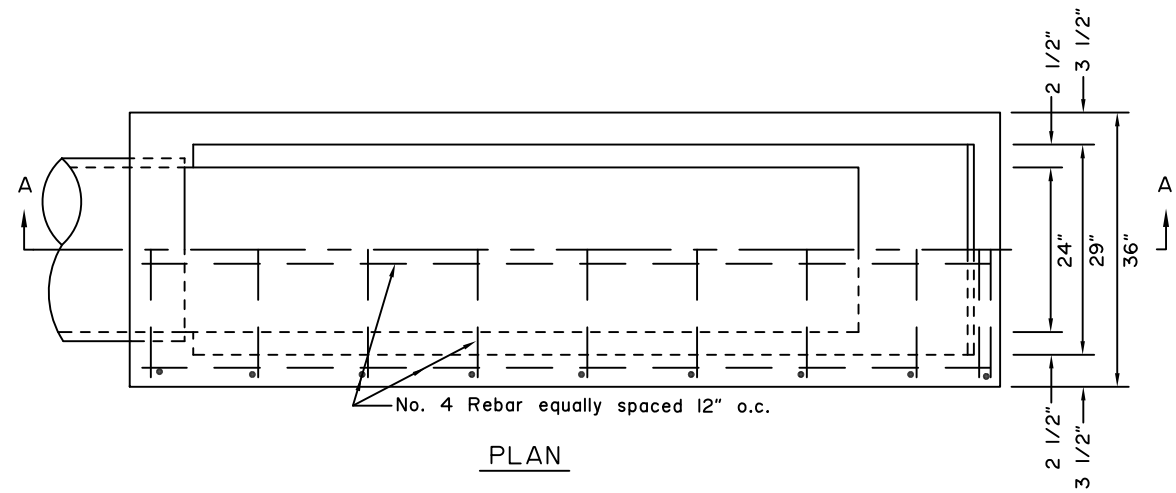 2 1/2"
3 1/2"
A
A
24"
29"
36"
No. 4 Rebar equally spaced 12" o.c.
2 1/2"
3 1/2"
PLAN